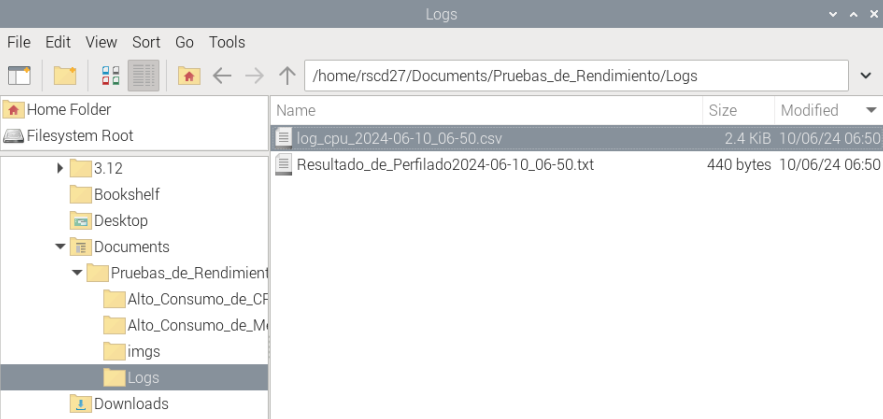 Logs
File Edit View Sort Go Tools
/home/rscd27/Documents/Pruebas_de_Rendimiento/Logs
Home Folder
Filesystem Root
3.12
Bookshelf
Desktop
Documents
Pruebas_de_Rendimient
Alto_Consumo_de_CP
Alto_Consumo_de_Me
imgs
Logs
Downloads
Name Size Modified
log_cpu_2024-06-10_06-50.csv 2.4 KiB 10/06/24 06:50
Resultado_de_Perfilado2024-06-10_06-50.txt 440 bytes 10/06/24 06:50